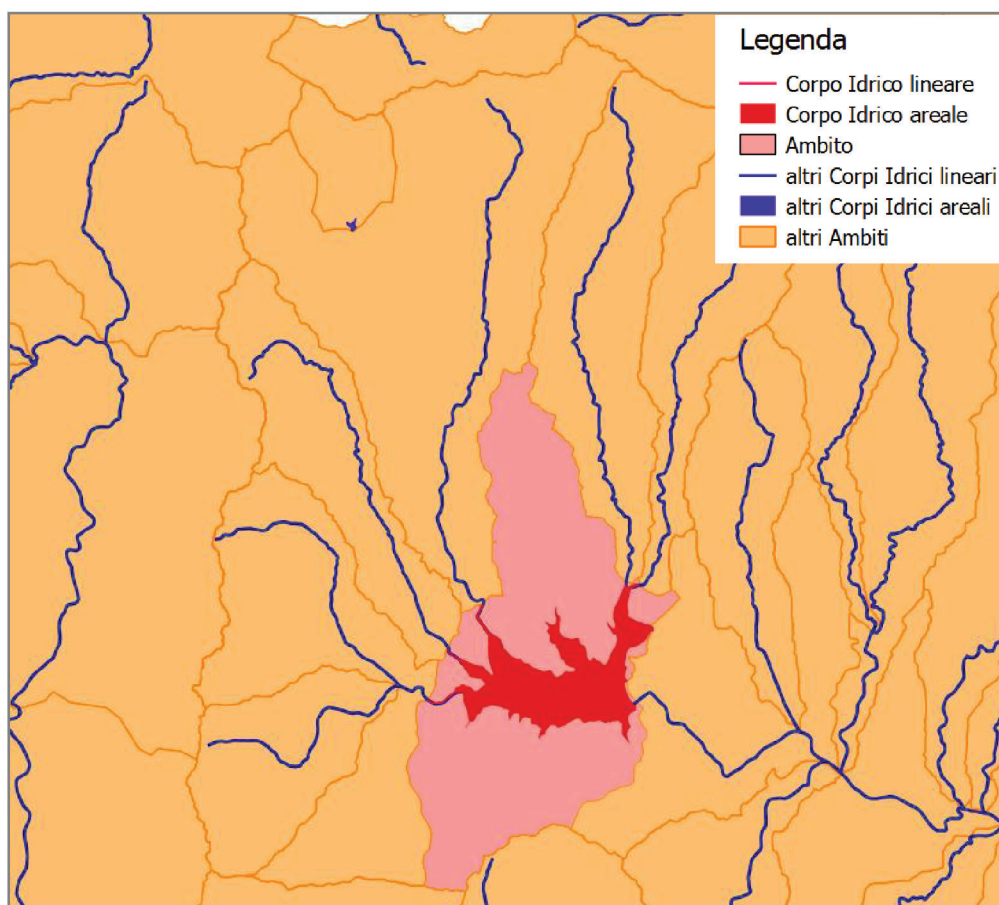 Legenda
Corpo Idrico lineare
Corpo Idrico areale
Ambito
altri Corpi Idrici lineari
altri Corpi Idrici areali
altri Ambiti